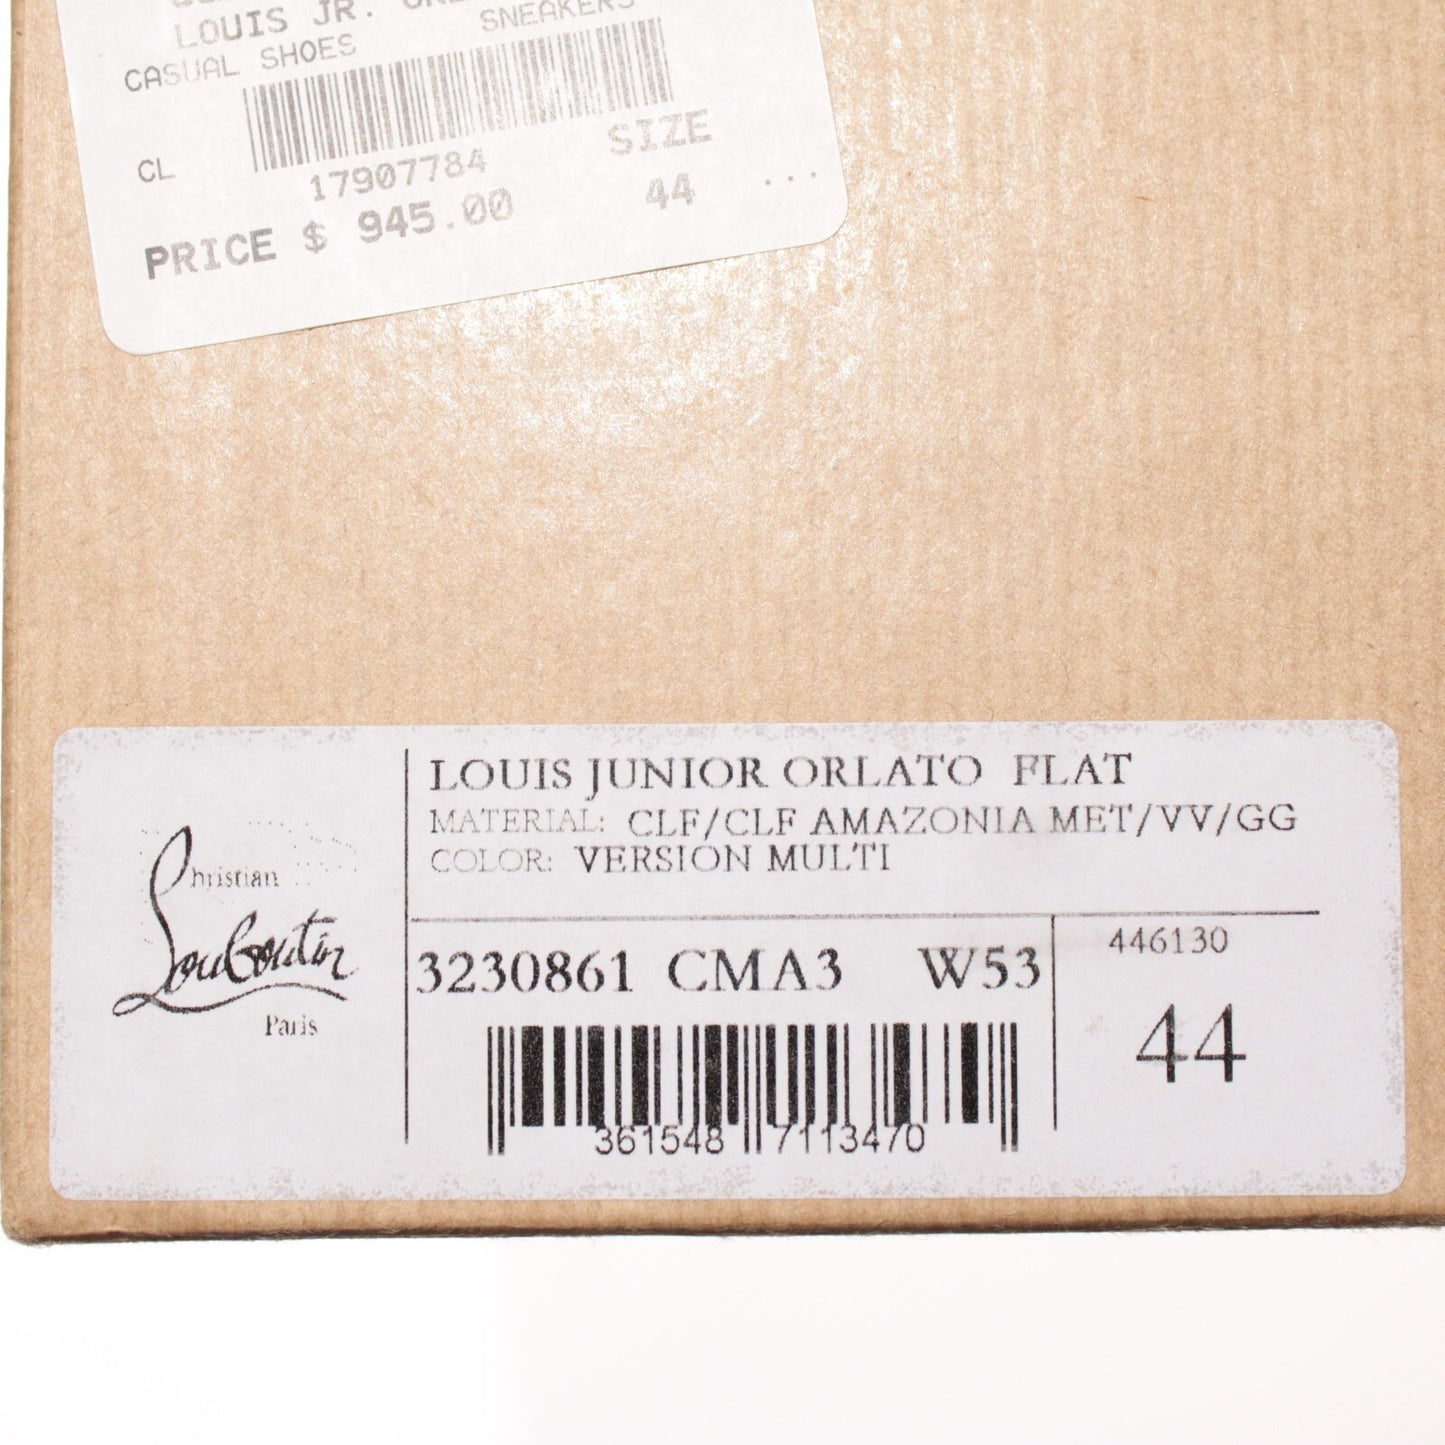 LOUIS JR.
CASUAL SHOES SNEAKERS
CL
17907784
SIZE
44 ...
PRICE $ 945.00
Christian
Louboutin
Paris
LOUIS JUNIOR ORLATO FLAT
MATERIAL: CLF/CLF AMAZONIA MET/VV/GG
COLOR: VERSION MULTI
3230861 CMA3 W53
446130
44
361548 7113470